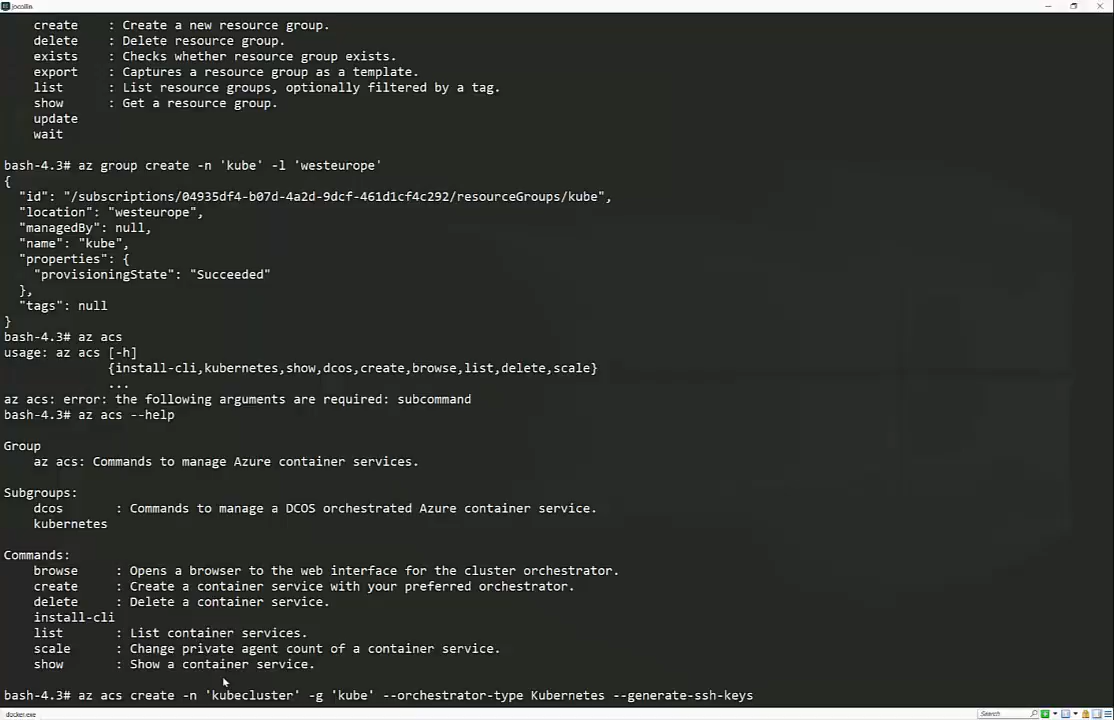 jocollin
create : Create a new resource group.
delete : Delete resource group.
exists : Checks whether resource group exists.
export : Captures a resource group as a template.
list : List resource groups, optionally filtered by a tag.
show : Get a resource group.
update
wait
bash-4.3# az group create -n 'kube' -l 'westeurope'
{
"id": "/subscriptions/04935df4-b07d-4a2d-9dcf-461d1cf4c292/resourceGroups/kube",
"location": "westeurope",
"managedBy": null,
"name": "kube",
"properties": {
"provisioningState": "Succeeded"
},
"tags": null
}
bash-4.3# az acs
usage: az acs [-h]
{install-cli,kubernetes,show,dcos,create,browse,list,delete,scale}
...
az acs: error: the following arguments are required: subcommand
bash-4.3# az acs --help
Group
az acs: Commands to manage Azure container services.
Subgroups:
dcos : Commands to manage a DCOS orchestrated Azure container service.
kubernetes
Commands:
browse : Opens a browser to the web interface for the cluster orchestrator.
create : Create a container service with your preferred orchestrator.
delete : Delete a container service.
install-cli
list : List container services.
scale : Change private agent count of a container service.
show : Show a container service.
bash-4.3# az acs create -n 'kubecluster' -g 'kube' --orchestrator-type Kubernetes --generate-ssh-keys
docker.exe Search